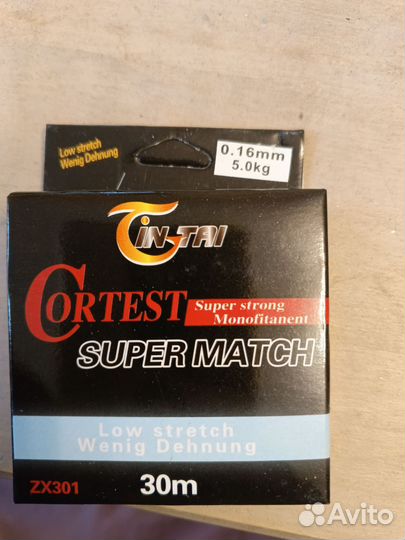 Low stretch
Wenig Dehnung
0.16mm
5.0kg
TIN-TAI
CORTEST
Super strong
Monofitanent
SUPER MATCH
Low stretch
Wenig Dehnung
ZX301
30m
Avito